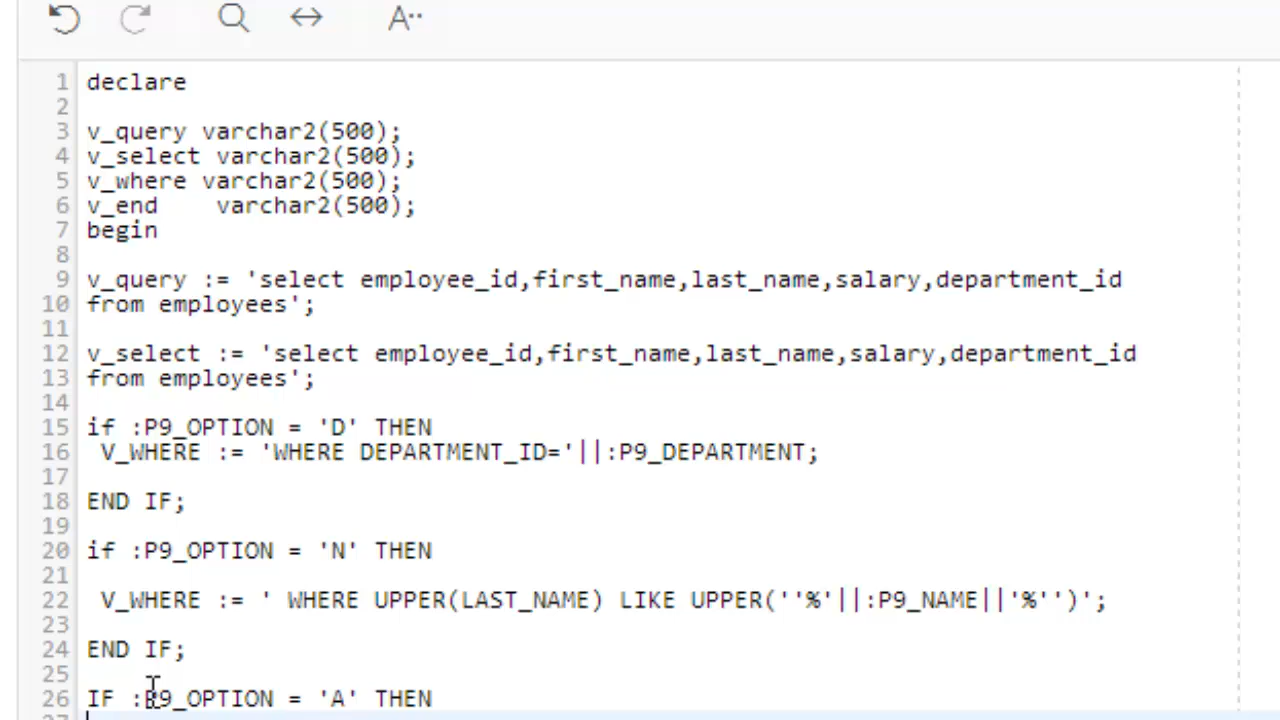 A··
1 declare
2
3 v_query varchar2(500);
4 v_select varchar2(500);
5 v_where varchar2(500);
6 v_end    varchar2(500);
7 begin
8
9 v_query := 'select employee_id,first_name,last_name,salary,department_id
10 from employees';
11
12 v_select := 'select employee_id,first_name,last_name,salary,department_id
13 from employees';
14
15 if :P9_OPTION = 'D' THEN
16  V_WHERE := 'WHERE DEPARTMENT_ID='||:P9_DEPARTMENT;
17
18 END IF;
19
20 if :P9_OPTION = 'N' THEN
21
22  V_WHERE := ' WHERE UPPER(LAST_NAME) LIKE UPPER(''%'||:P9_NAME||'%'')';
23
24 END IF;
25
26 IF :P9_OPTION = 'A' THEN
27